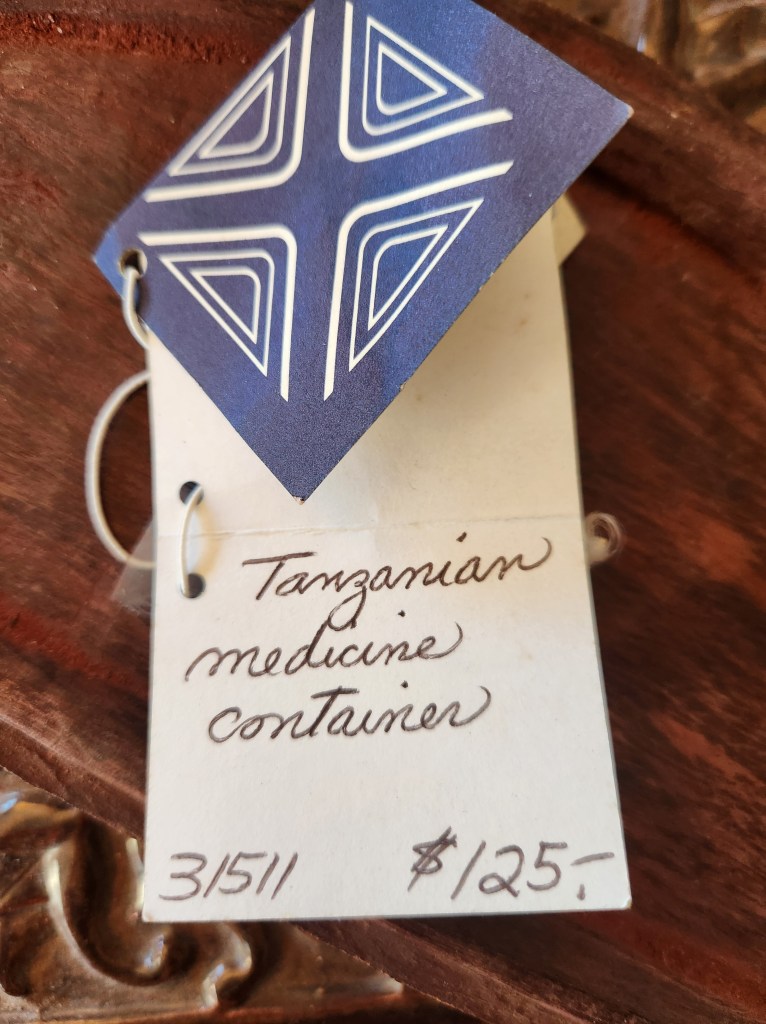 Tanzanian
medicine
container
31511 $125.-